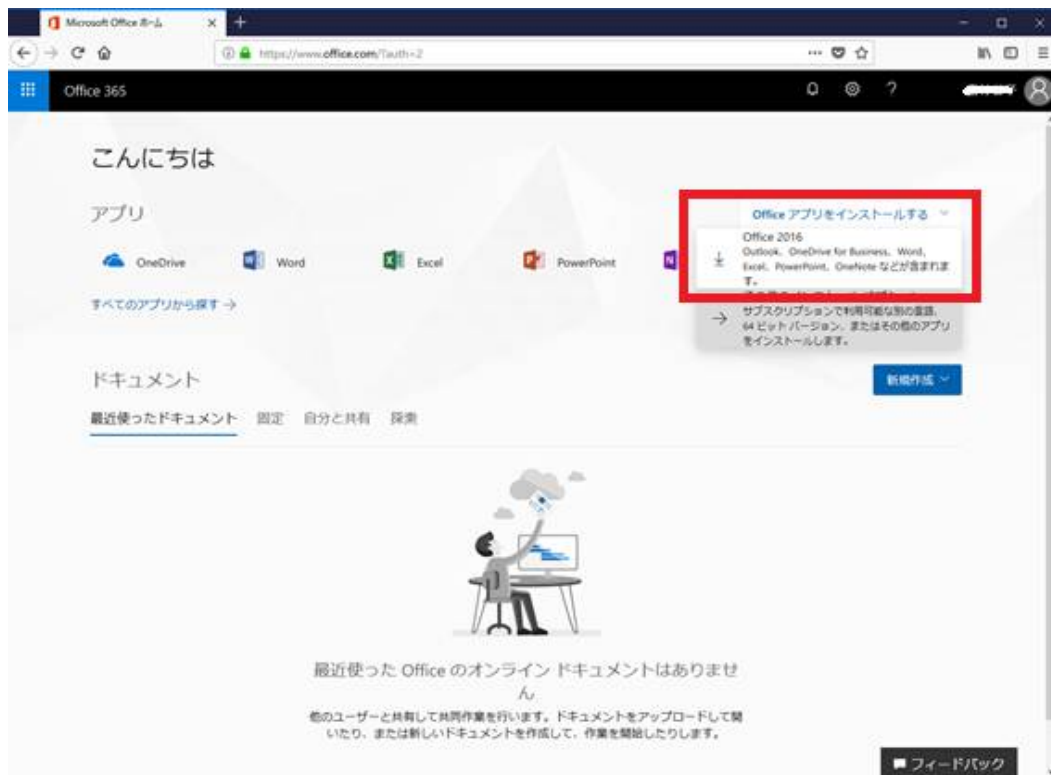 Microsoft Office ホーム
https://www.office.com/?auth=2
Office 365
?
こんにちは
アプリ
Office アプリをインストールする
Office 2016
Outlook、OneDrive for Business、Word、
Excel、PowerPoint、OneNote などが含まれま
す。
サブスクリプションで利用可能な別の言語、
64 ビット バージョン、またはその他のアプリ
をインストールします。
OneDrive
Word
Excel
PowerPoint
すべてのアプリから探す →
ドキュメント
新規作成
最近使ったドキュメント 固定 自分と共有 探索
最近使った Office のオンライン ドキュメントはありませ
ん
他のユーザーと共有して共同作業を行います。ドキュメントをアップロードして開
いたり、または新しいドキュメントを作成して、作業を開始したりします。
フィードバック